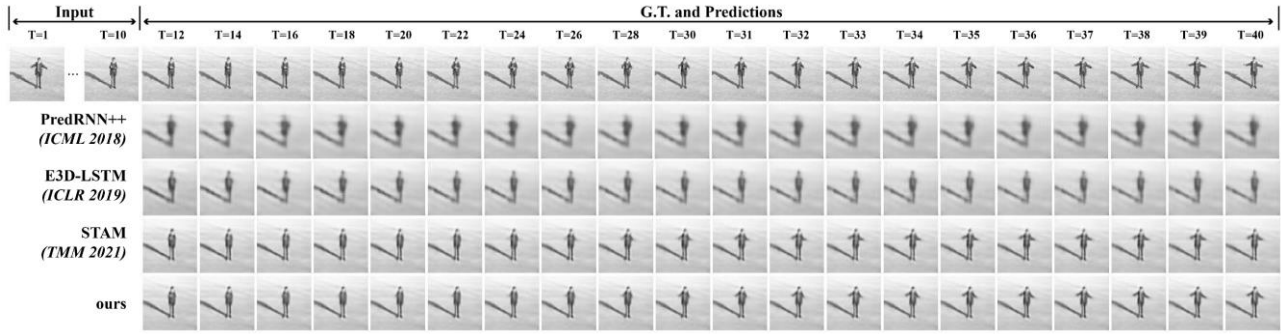 Input G.T. and Predictions
T=1 T=10 T=12 T=14 T=16 T=18 T=20 T=22 T=24 T=26 T=28 T=30 T=31 T=32 T=33 T=34 T=35 T=36 T=37 T=38 T=39 T=40
...
PredRNN++
(ICML 2018)
E3D-LSTM
(ICLR 2019)
STAM
(TMM 2021)
ours